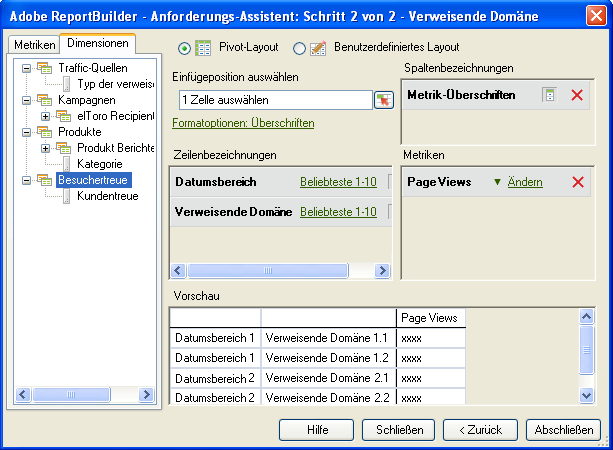 Adobe ReportBuilder - Anforderungs-Assistent: Schritt 2 von 2 - Verweisende Domäne
Metriken Dimensionen
Traffic-Quellen
Typ der verweise
Kampagnen
elToro Recipient
Produkte
Produkt Berichte
Kategorie
Besuchertreue
Kundentreue
Pivot-Layout Benutzerdefiniertes Layout
Einfügeposition auswählen
1 Zelle auswählen
Formatoptionen: Überschriften
Spaltenbezeichnungen
Metrik-Überschriften
Zeilenbezeichnungen
Datumsbereich Beliebteste 1-10
Verweisende Domäne Beliebteste 1-10
Metriken
Page Views Ändern
Vorschau
Page Views
Datumsbereich 1 Verweisende Domäne 1.1 xxxx
Datumsbereich 1 Verweisende Domäne 1.2 xxxx
Datumsbereich 2 Verweisende Domäne 2.1 xxxx
Datumsbereich 2 Verweisende Domäne 2.2 xxxx
Hilfe Schließen < Zurück Abschließen